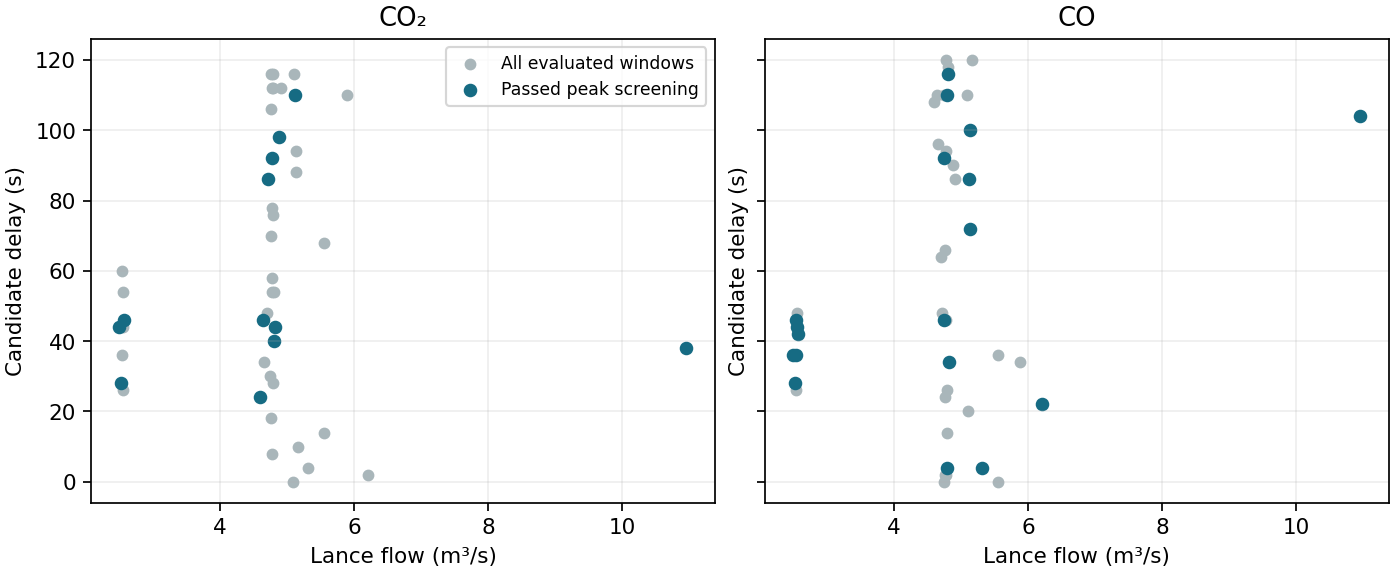 CO₂
CO
All evaluated windows
Passed peak screening
Candidate delay (s)
120
100
80
60
40
20
0
4
6
8
10
Lance flow (m³/s)
Candidate delay (s)
4
6
8
10
Lance flow (m³/s)